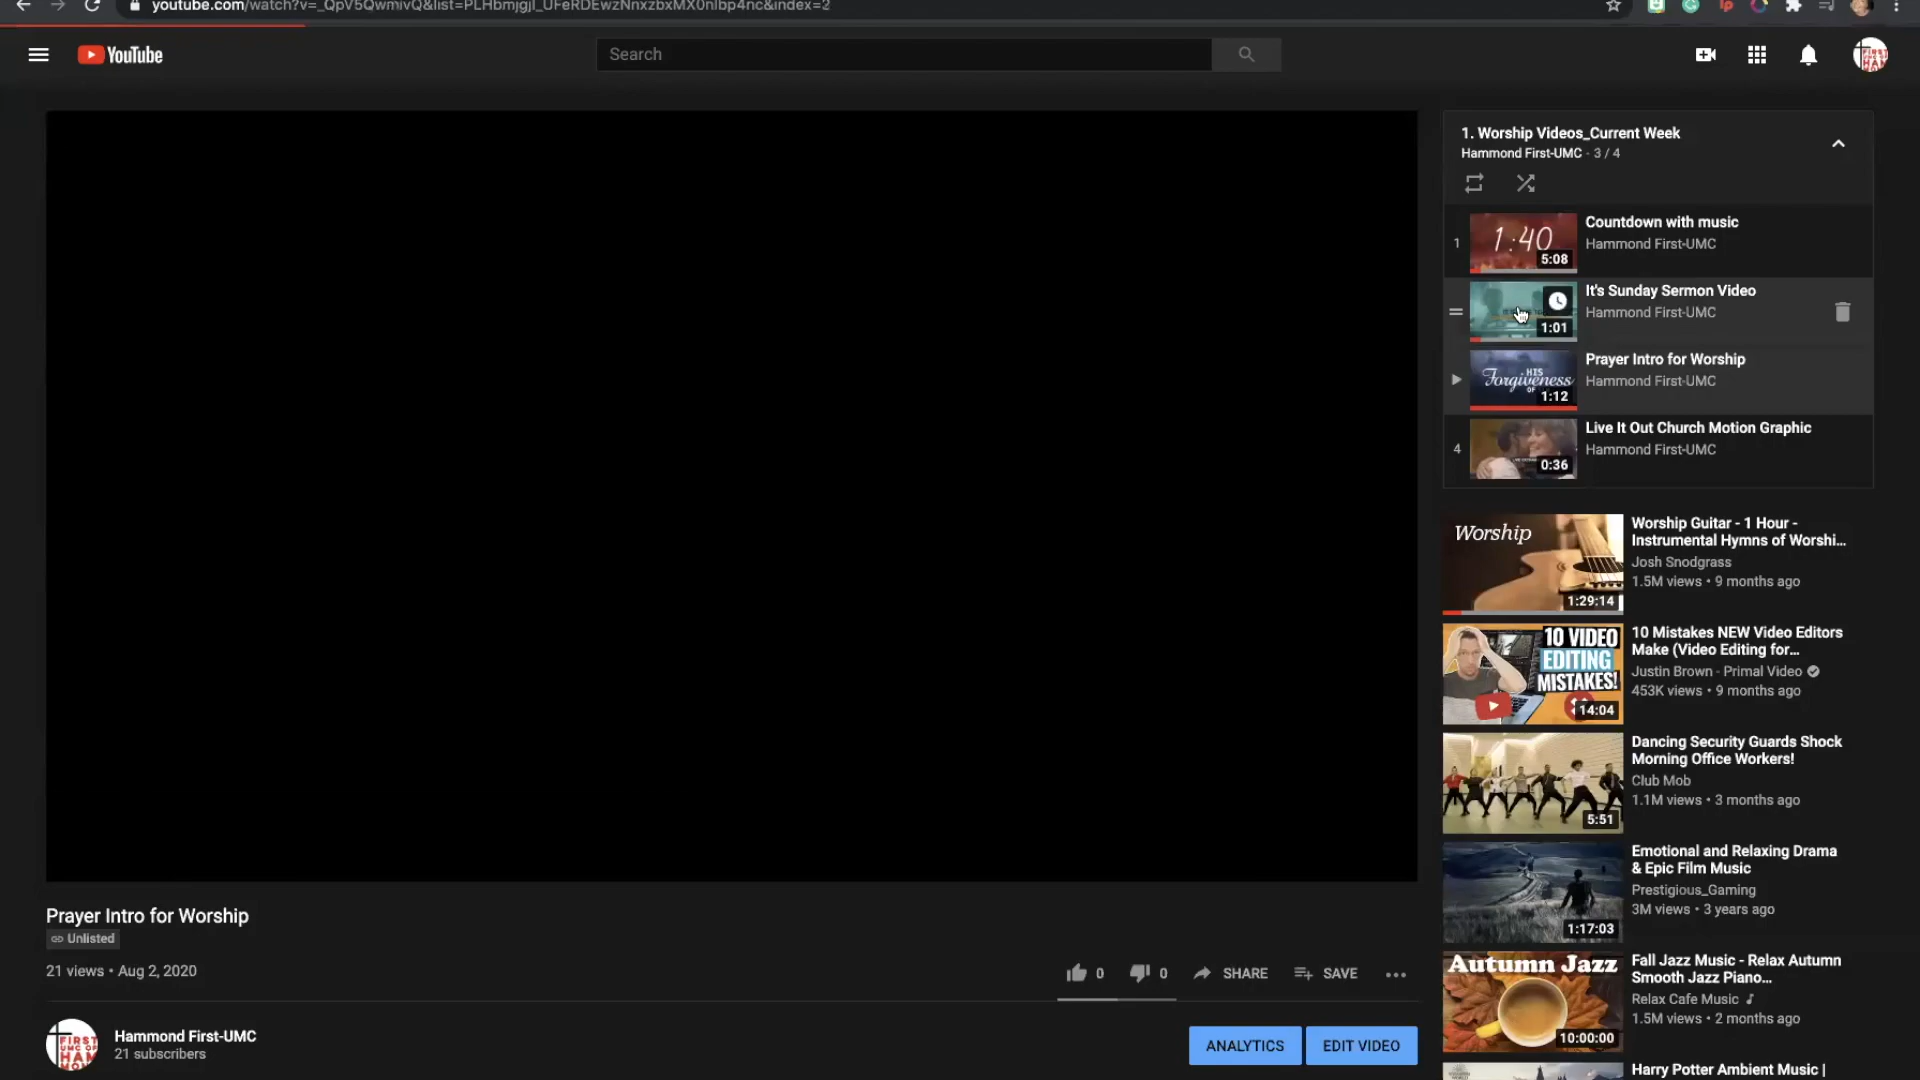 youtube.com/watch?v=_QpV5QwmivQ&list=PLHbmjgjI_UFeRDEwzNnxzbxMX0nIbp4nc&index=2
YouTube
Search
1. Worship Videos_Current Week
Hammond First-UMC - 3 / 4
1
1:40
5:08
Countdown with music
Hammond First-UMC
1:01
It's Sunday Sermon Video
Hammond First-UMC
HIS
Forgiveness
OF
1:12
Prayer Intro for Worship
Hammond First-UMC
4
0:36
Live It Out Church Motion Graphic
Hammond First-UMC
Worship
1:29:14
Worship Guitar - 1 Hour -
Instrumental Hymns of Worshi...
Josh Snodgrass
1.5M views • 9 months ago
10 VIDEO
EDITING
MISTAKES!
14:04
10 Mistakes NEW Video Editors
Make (Video Editing for...
Justin Brown - Primal Video
453K views • 9 months ago
5:51
Dancing Security Guards Shock
Morning Office Workers!
Club Mob
1.1M views • 3 months ago
1:17:03
Emotional and Relaxing Drama
& Epic Film Music
Prestigious_Gaming
3M views • 3 years ago
Autumn Jazz
10:00:00
Fall Jazz Music - Relax Autumn
Smooth Jazz Piano...
Relax Cafe Music
1.5M views • 2 months ago
Harry Potter Ambient Music |
Prayer Intro for Worship
Unlisted
21 views • Aug 2, 2020
0
0
SHARE
SAVE
FIRST
UMC OF
HAM
Hammond First-UMC
21 subscribers
ANALYTICS
EDIT VIDEO